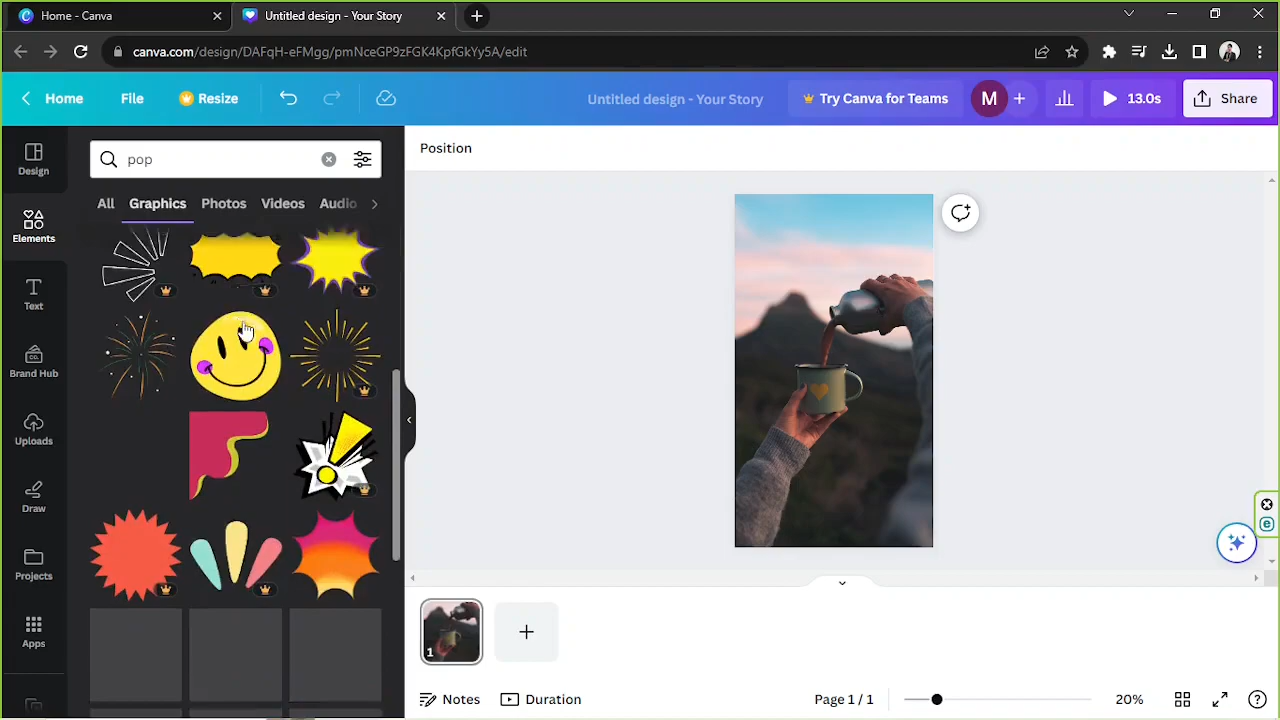 Home - Canva
Untitled design - Your Story
canva.com/design/DAFqH-eFMgg/pmNceGP9zFGK4KpfGkYy5A/edit
Home
File
Resize
Untitled design - Your Story
Try Canva for Teams
M
13.0s
Share
Design
Elements
Text
CO.
Brand Hub
Uploads
Draw
Projects
Apps
pop
All
Graphics
Photos
Videos
Audio
Position
1
Notes
Duration
Page 1 / 1
20%